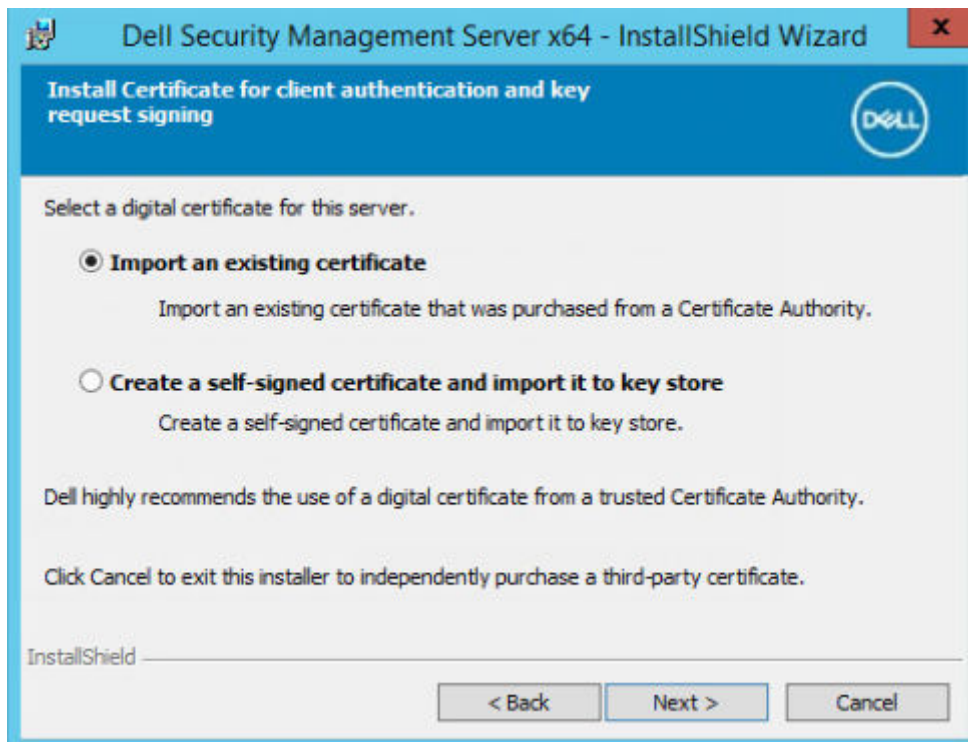 Dell Security Management Server x64 - InstallShield Wizard
x
Install Certificate for client authentication and key
request signing
DELL
Select a digital certificate for this server.
Import an existing certificate
Import an existing certificate that was purchased from a Certificate Authority.
Create a self-signed certificate and import it to key store
Create a self-signed certificate and import it to key store.
Dell highly recommends the use of a digital certificate from a trusted Certificate Authority.
Click Cancel to exit this installer to independently purchase a third-party certificate.
InstallShield
< Back Next > Cancel